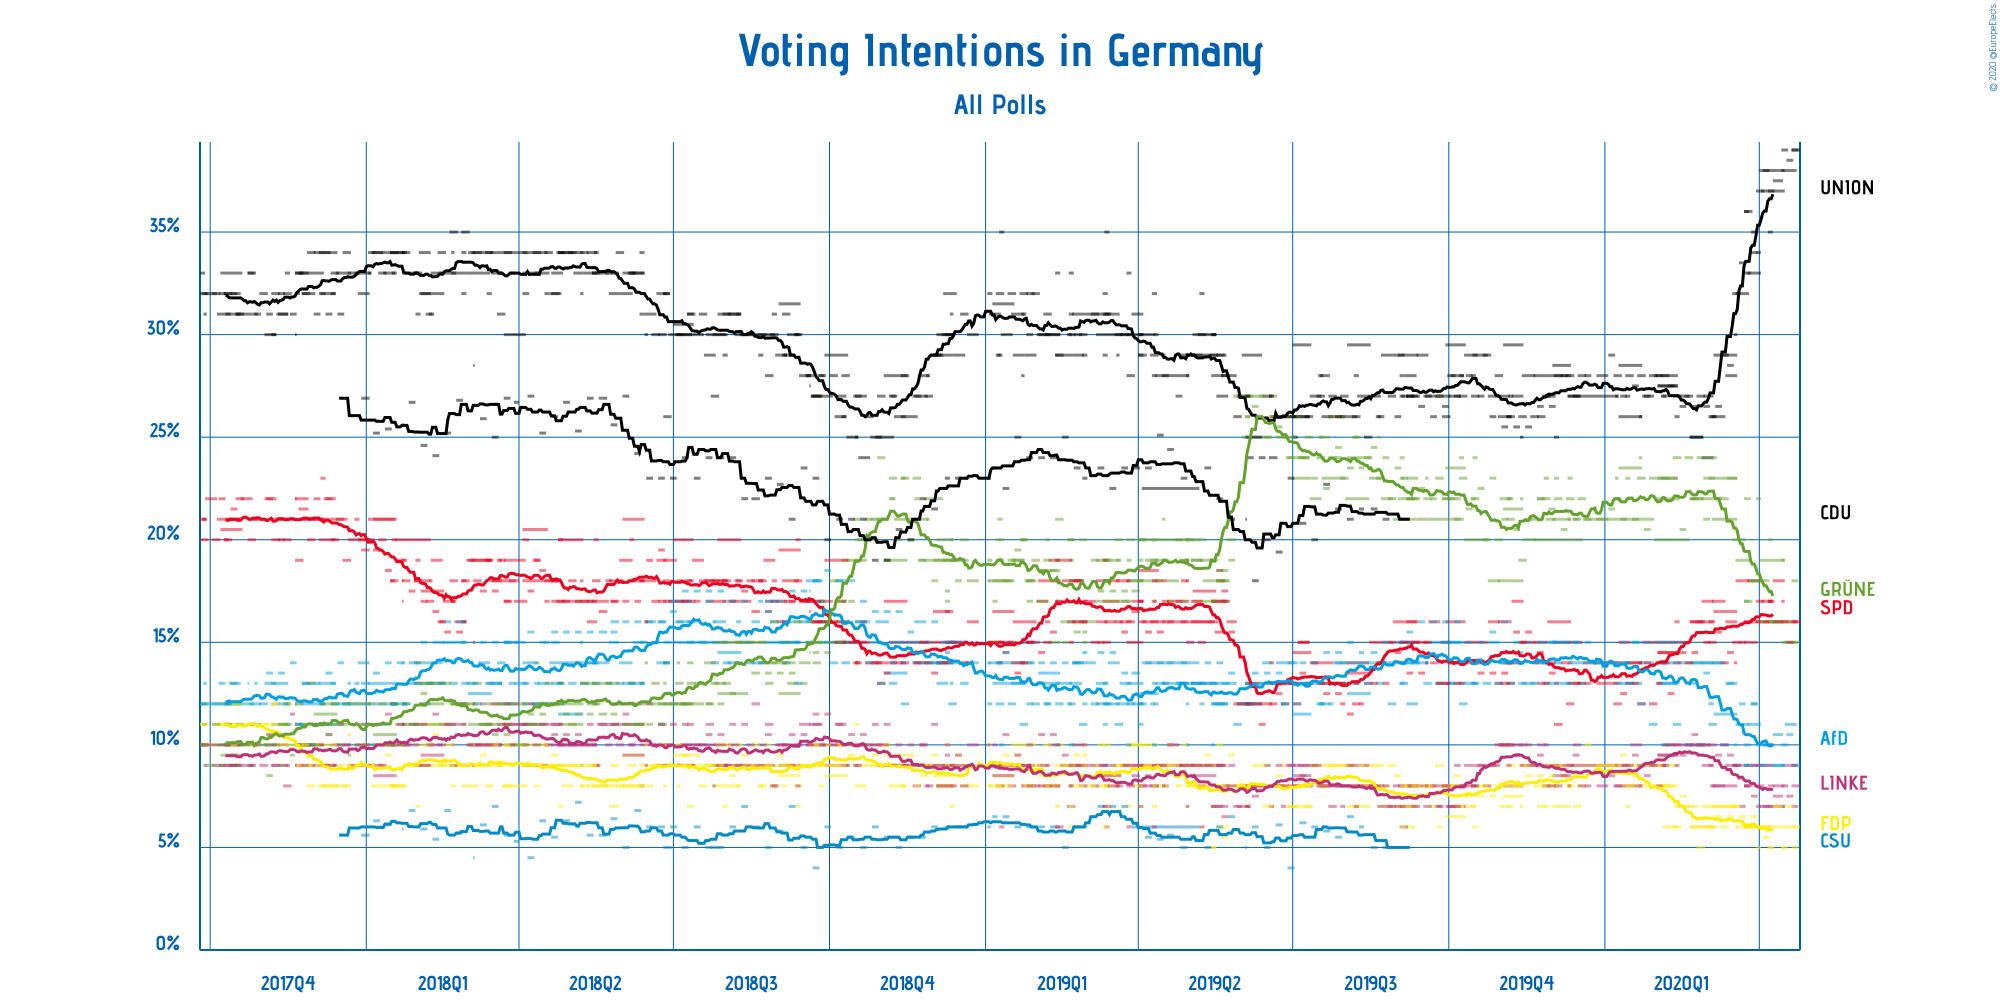 © 2020 @EuropeElects
Voting Intentions in Germany
All Polls
35%
30%
25%
20%
15%
10%
5%
0%
UNION
CDU
GRÜNE
SPD
AfD
LINKE
FDP
CSU
2017Q4 2018Q1 2018Q2 2018Q3 2018Q4 2019Q1 2019Q2 2019Q3 2019Q4 2020Q1